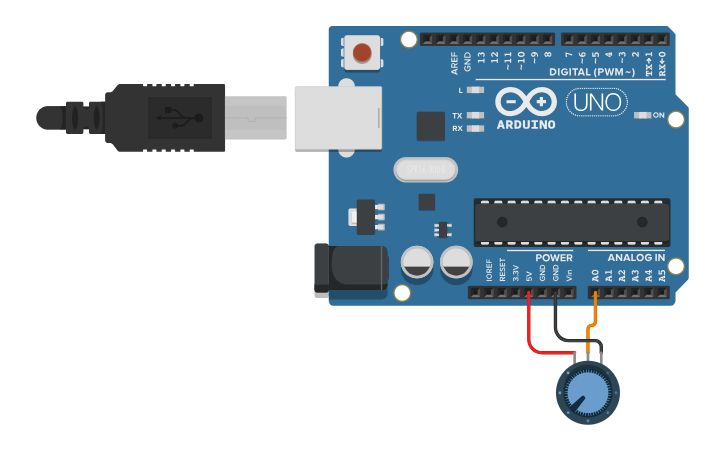 AREF
GND
13
12
~11
~10
~9
8
7
~6
~5
4
~3
2
TX→1
RX←0
DIGITAL (PWM~)
L
TX
RX
ARDUINO
UNO
ON
POWER
ANALOG IN
IOREF
RESET
3.3V
5V
GND
GND
Vin
A0
A1
A2
A3
A4
A5